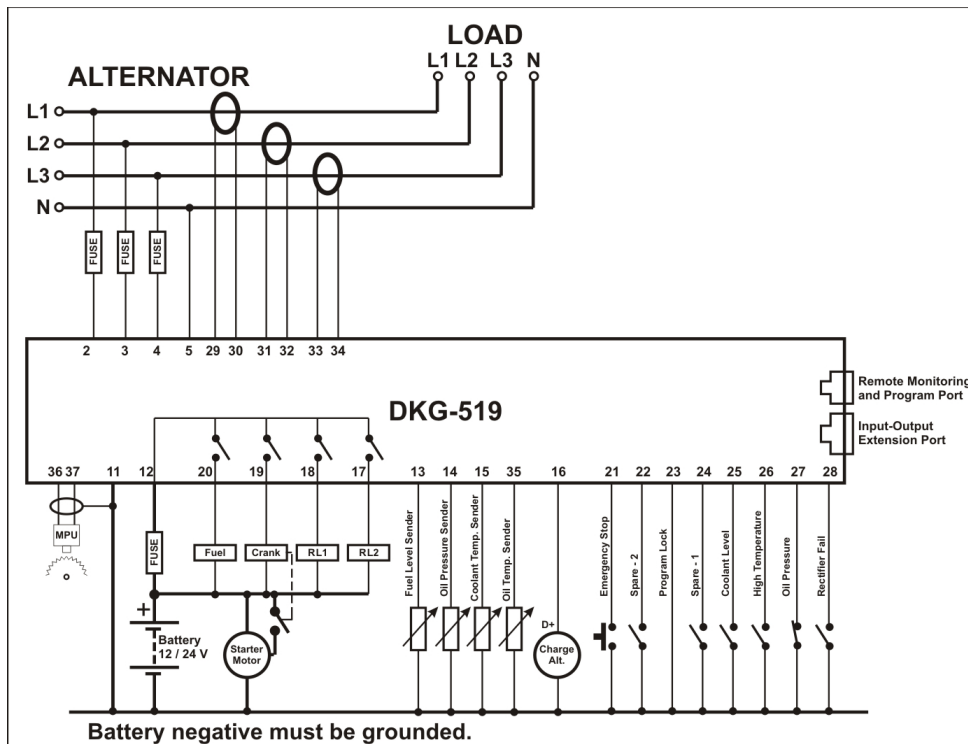 LOAD
L1 L2 L3 N
ALTERNATOR
L1
L2
L3
N
FUSE FUSE FUSE
2 3 4 5 29 30 31 32 33 34
Remote Monitoring
and Program Port
DKG-519
Input-Output
Extension Port
36 37 11 12 20 19 18 17 13 14 15 35 16 21 22 23 24 25 26 27 28
MPU
FUSE
Fuel Crank RL1 RL2
Fuel Level Sender
Oil Pressure Sender
Coolant Temp. Sender
Oil Temp. Sender
Emergency Stop
Spare - 2
Program Lock
Spare - 1
Coolant Level
High Temperature
Oil Pressure
Rectifier Fail
+
Battery
12 / 24 V
Starter
Motor
D+
Charge
Alt.
Battery negative must be grounded.